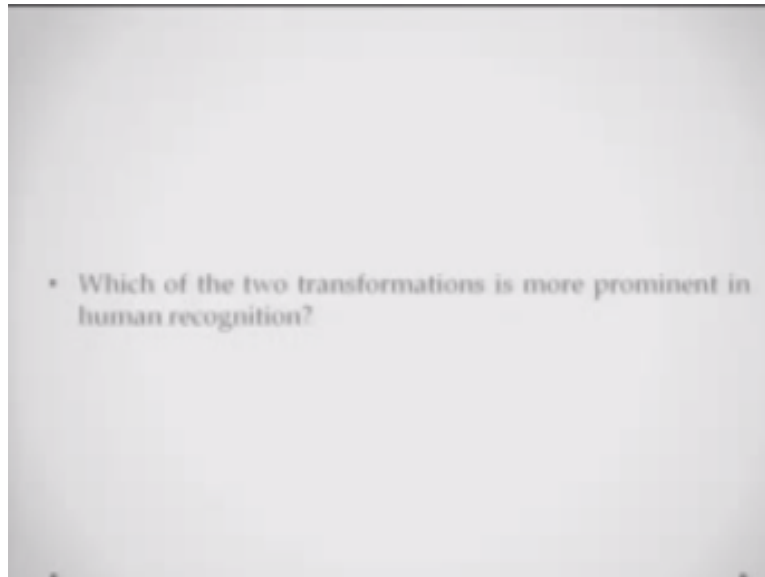 • Which of the two transformations is more prominent in
human recognition?